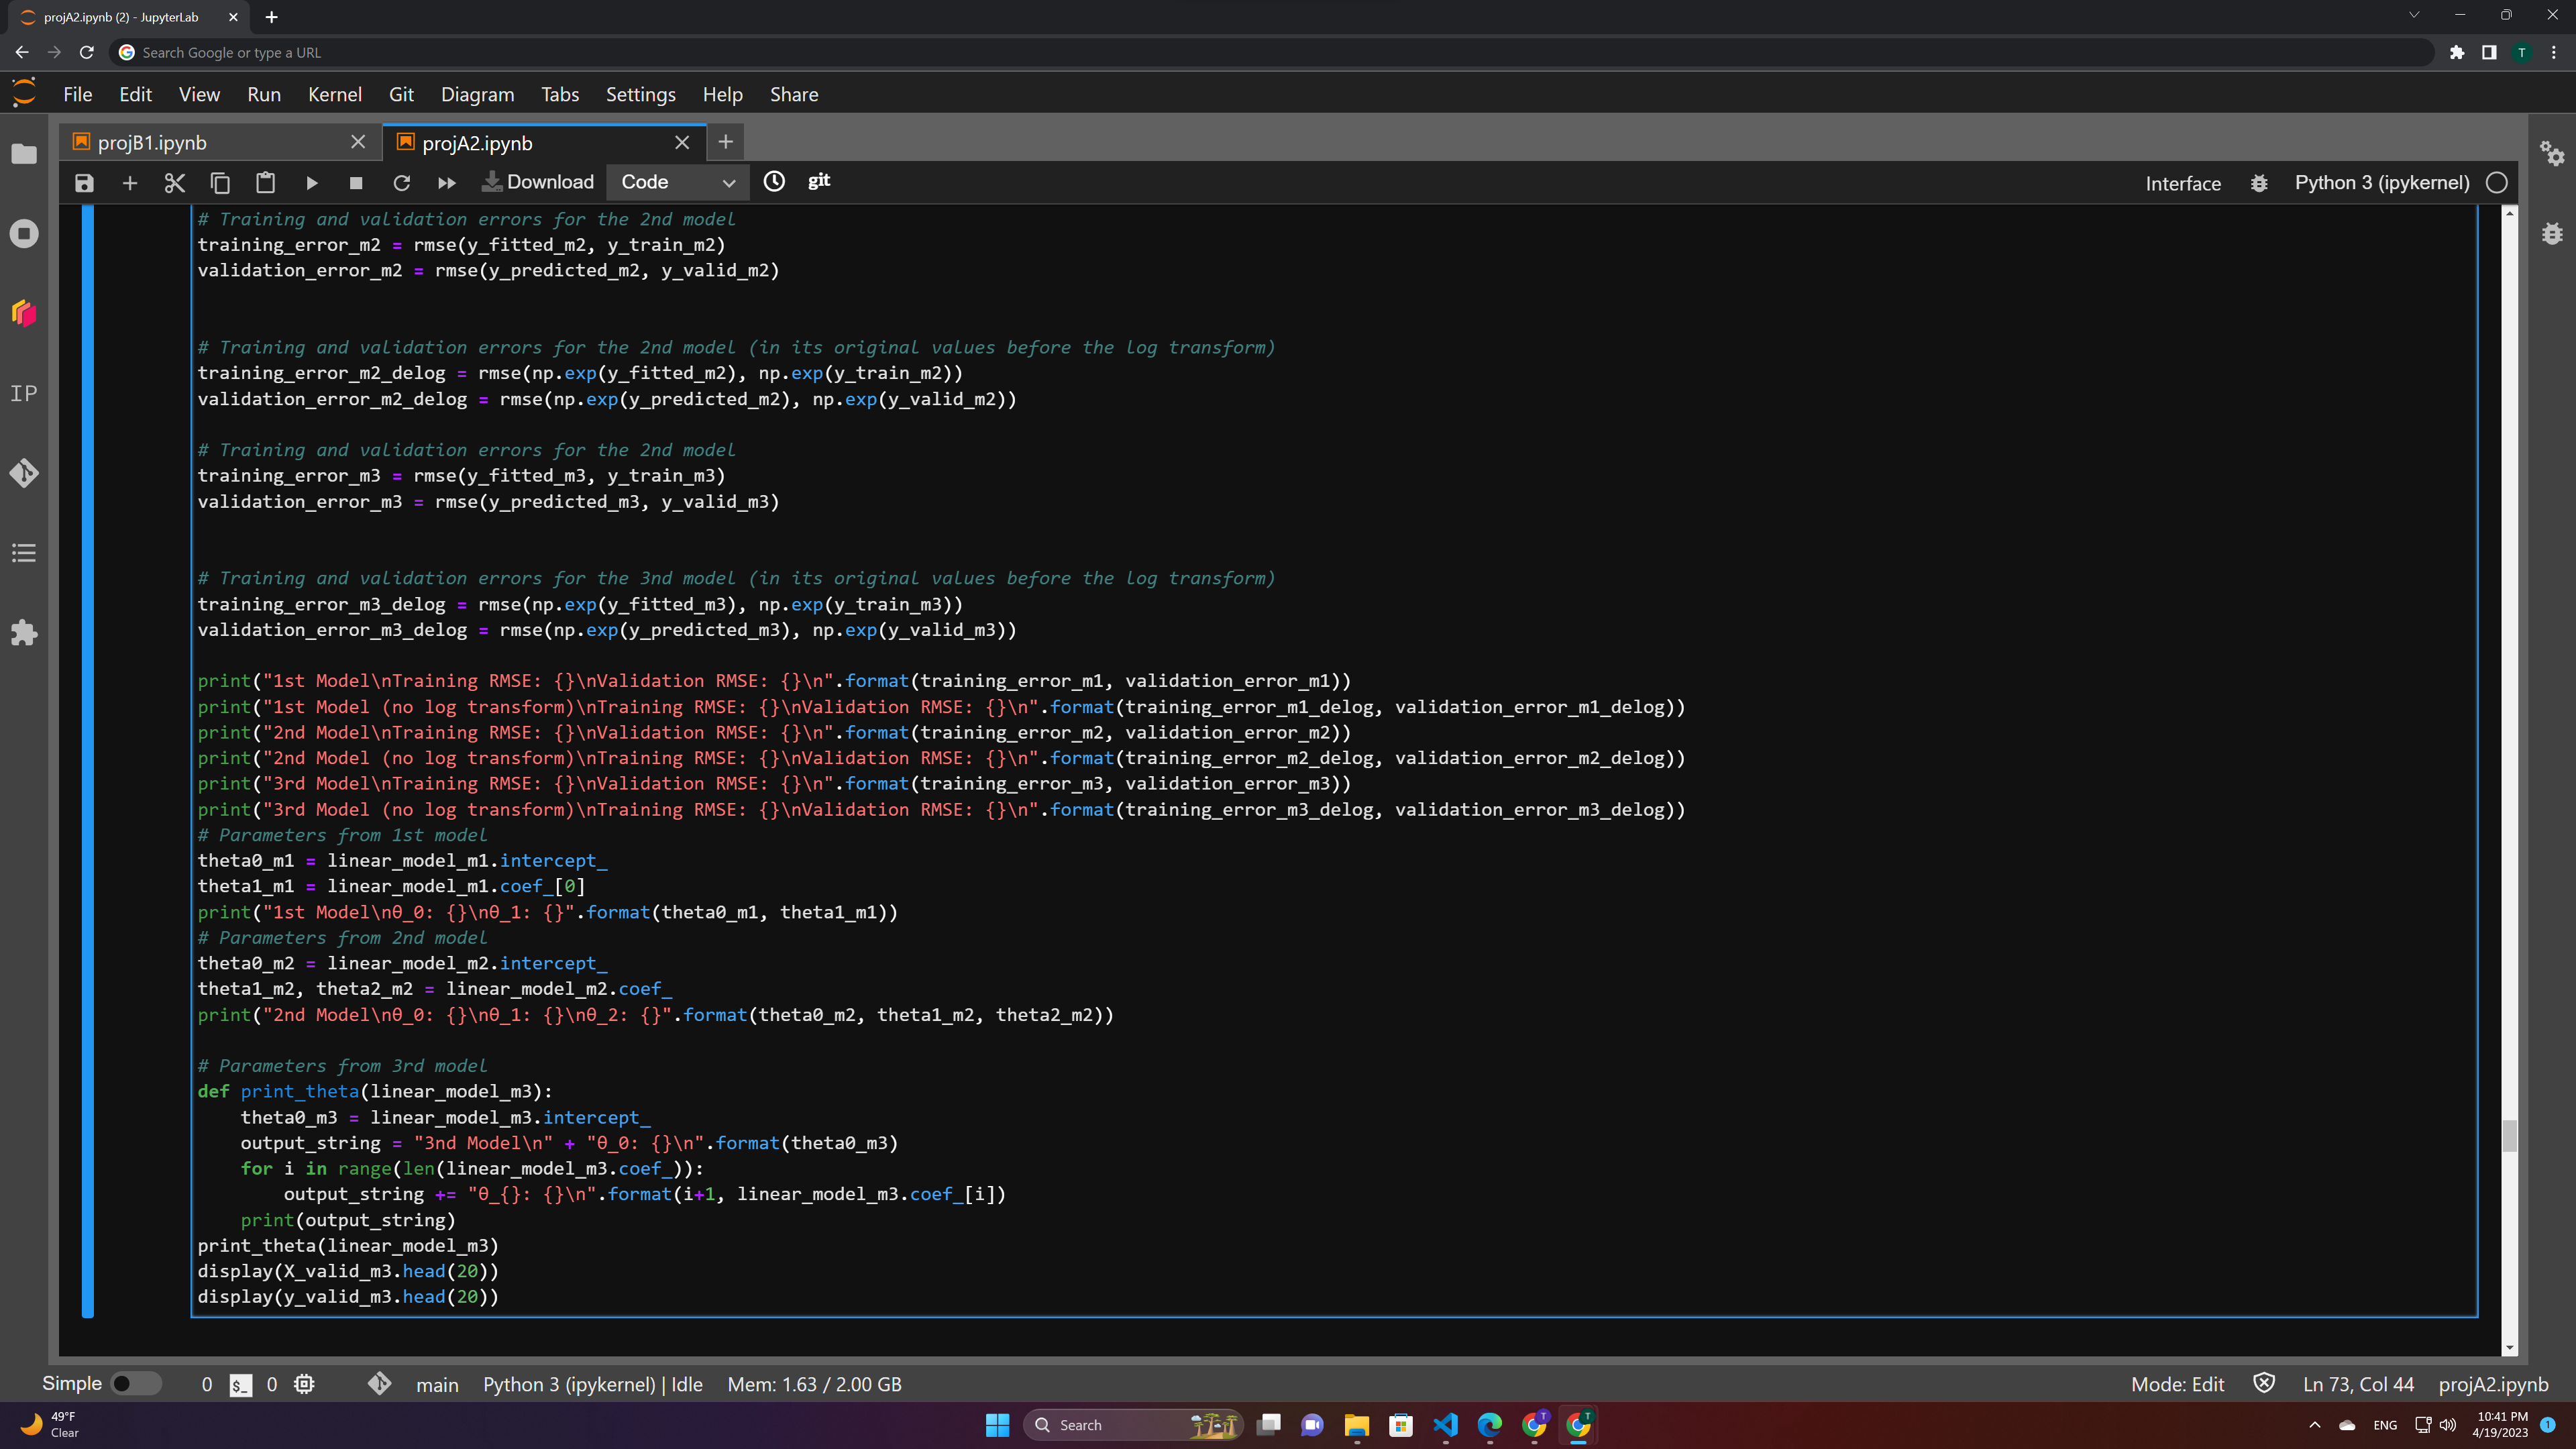 projA2.ipynb (2) - JupyterLab
Search Google or type a URL
T
File Edit View Run Kernel Git Diagram Tabs Settings Help Share
projB1.ipynb
projA2.ipynb
Download Code git Interface Python 3 (ipykernel)
IP
# Training and validation errors for the 2nd model
training_error_m2 = rmse(y_fitted_m2, y_train_m2)
validation_error_m2 = rmse(y_predicted_m2, y_valid_m2)
# Training and validation errors for the 2nd model (in its original values before the log transform)
training_error_m2_delog = rmse(np.exp(y_fitted_m2), np.exp(y_train_m2))
validation_error_m2_delog = rmse(np.exp(y_predicted_m2), np.exp(y_valid_m2))
# Training and validation errors for the 2nd model
training_error_m3 = rmse(y_fitted_m3, y_train_m3)
validation_error_m3 = rmse(y_predicted_m3, y_valid_m3)
# Training and validation errors for the 3nd model (in its original values before the log transform)
training_error_m3_delog = rmse(np.exp(y_fitted_m3), np.exp(y_train_m3))
validation_error_m3_delog = rmse(np.exp(y_predicted_m3), np.exp(y_valid_m3))
print("1st Model\nTraining RMSE: {}\nValidation RMSE: {}\n".format(training_error_m1, validation_error_m1))
print("1st Model (no log transform)\nTraining RMSE: {}\nValidation RMSE: {}\n".format(training_error_m1_delog, validation_error_m1_delog))
print("2nd Model\nTraining RMSE: {}\nValidation RMSE: {}\n".format(training_error_m2, validation_error_m2))
print("2nd Model (no log transform)\nTraining RMSE: {}\nValidation RMSE: {}\n".format(training_error_m2_delog, validation_error_m2_delog))
print("3rd Model\nTraining RMSE: {}\nValidation RMSE: {}\n".format(training_error_m3, validation_error_m3))
print("3rd Model (no log transform)\nTraining RMSE: {}\nValidation RMSE: {}\n".format(training_error_m3_delog, validation_error_m3_delog))
# Parameters from 1st model
theta0_m1 = linear_model_m1.intercept_
theta1_m1 = linear_model_m1.coef_[0]
print("1st Model\nθ_0: {}\nθ_1: {}".format(theta0_m1, theta1_m1))
# Parameters from 2nd model
theta0_m2 = linear_model_m2.intercept_
theta1_m2, theta2_m2 = linear_model_m2.coef_
print("2nd Model\nθ_0: {}\nθ_1: {}\nθ_2: {}".format(theta0_m2, theta1_m2, theta2_m2))
# Parameters from 3rd model
def print_theta(linear_model_m3):
    theta0_m3 = linear_model_m3.intercept_
    output_string = "3nd Model\n" + "θ_0: {}\n".format(theta0_m3)
    for i in range(len(linear_model_m3.coef_)):
        output_string += "θ_{}: {}\n".format(i+1, linear_model_m3.coef_[i])
    print(output_string)
print_theta(linear_model_m3)
display(X_valid_m3.head(20))
display(y_valid_m3.head(20))
Simple 0 $_ 0 main Python 3 (ipykernel) | Idle Mem: 1.63 / 2.00 GB Mode: Edit Ln 73, Col 44 projA2.ipynb
49°F
Clear
Search
T
T
ENG
10:41 PM
4/19/2023
1